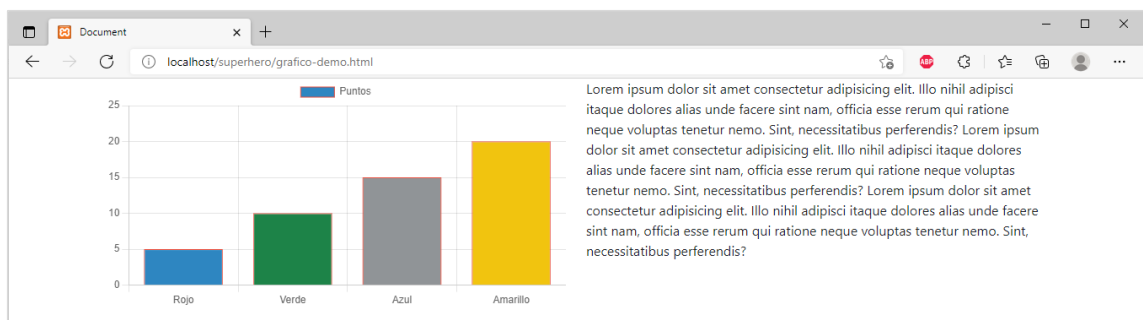 Document
localhost/superhero/grafico-demo.html
ABP
Puntos
25
20
15
10
5
0
Rojo
Verde
Azul
Amarillo
Lorem ipsum dolor sit amet consectetur adipisicing elit. Illo nihil adipisci
itaque dolores alias unde facere sint nam, officia esse rerum qui ratione
neque voluptas tenetur nemo. Sint, necessitatibus perferendis? Lorem ipsum
dolor sit amet consectetur adipisicing elit. Illo nihil adipisci itaque dolores
alias unde facere sint nam, officia esse rerum qui ratione neque voluptas
tenetur nemo. Sint, necessitatibus perferendis? Lorem ipsum dolor sit amet
consectetur adipisicing elit. Illo nihil adipisci itaque dolores alias unde facere
sint nam, officia esse rerum qui ratione neque voluptas tenetur nemo. Sint,
necessitatibus perferendis?